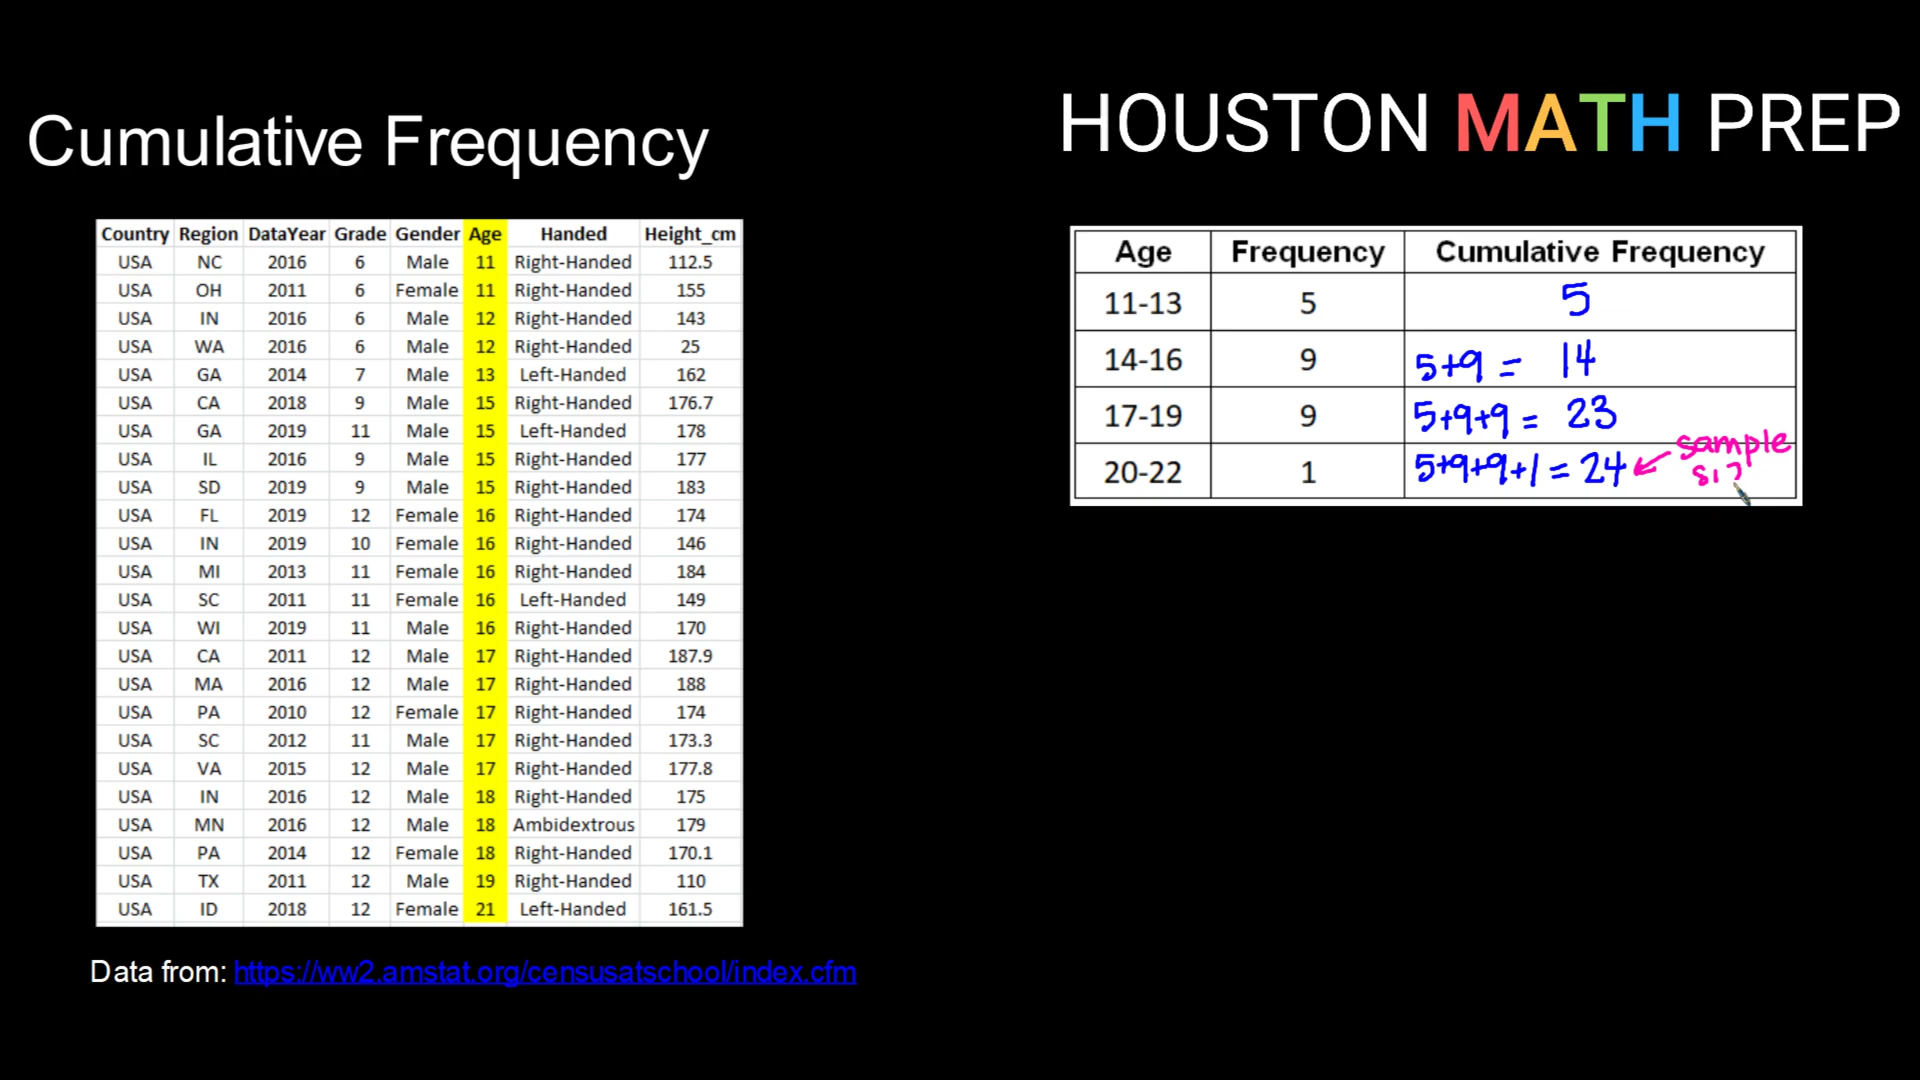 Cumulative Frequency
HOUSTON MATH PREP
Country Region DataYear Grade Gender Age Handed Height_cm
USA NC 2016 6 Male 11 Right-Handed 112.5
USA OH 2011 6 Female 11 Right-Handed 155
USA IN 2016 6 Male 12 Right-Handed 143
USA WA 2016 6 Male 12 Right-Handed 25
USA GA 2014 7 Male 13 Left-Handed 162
USA CA 2018 9 Male 15 Right-Handed 176.7
USA GA 2019 11 Male 15 Left-Handed 178
USA IL 2016 9 Male 15 Right-Handed 177
USA SD 2019 9 Male 15 Right-Handed 183
USA FL 2019 12 Female 16 Right-Handed 174
USA IN 2019 10 Female 16 Right-Handed 146
USA MI 2013 11 Female 16 Right-Handed 184
USA SC 2011 11 Female 16 Left-Handed 149
USA WI 2019 11 Male 16 Right-Handed 170
USA CA 2011 12 Male 17 Right-Handed 187.9
USA MA 2016 12 Male 17 Right-Handed 188
USA PA 2010 12 Female 17 Right-Handed 174
USA SC 2012 11 Male 17 Right-Handed 173.3
USA VA 2015 12 Male 17 Right-Handed 177.8
USA IN 2016 12 Male 18 Right-Handed 175
USA MN 2016 12 Male 18 Ambidextrous 179
USA PA 2014 12 Female 18 Right-Handed 170.1
USA TX 2011 12 Male 19 Right-Handed 110
USA ID 2018 12 Female 21 Left-Handed 161.5
Data from: https://ww2.amstat.org/censusatschool/index.cfm
Age Frequency Cumulative Frequency
11-13 5 5
14-16 9 5+9 = 14
17-19 9 5+9+9 = 23
20-22 1 5+9+9+1 = 24
sample